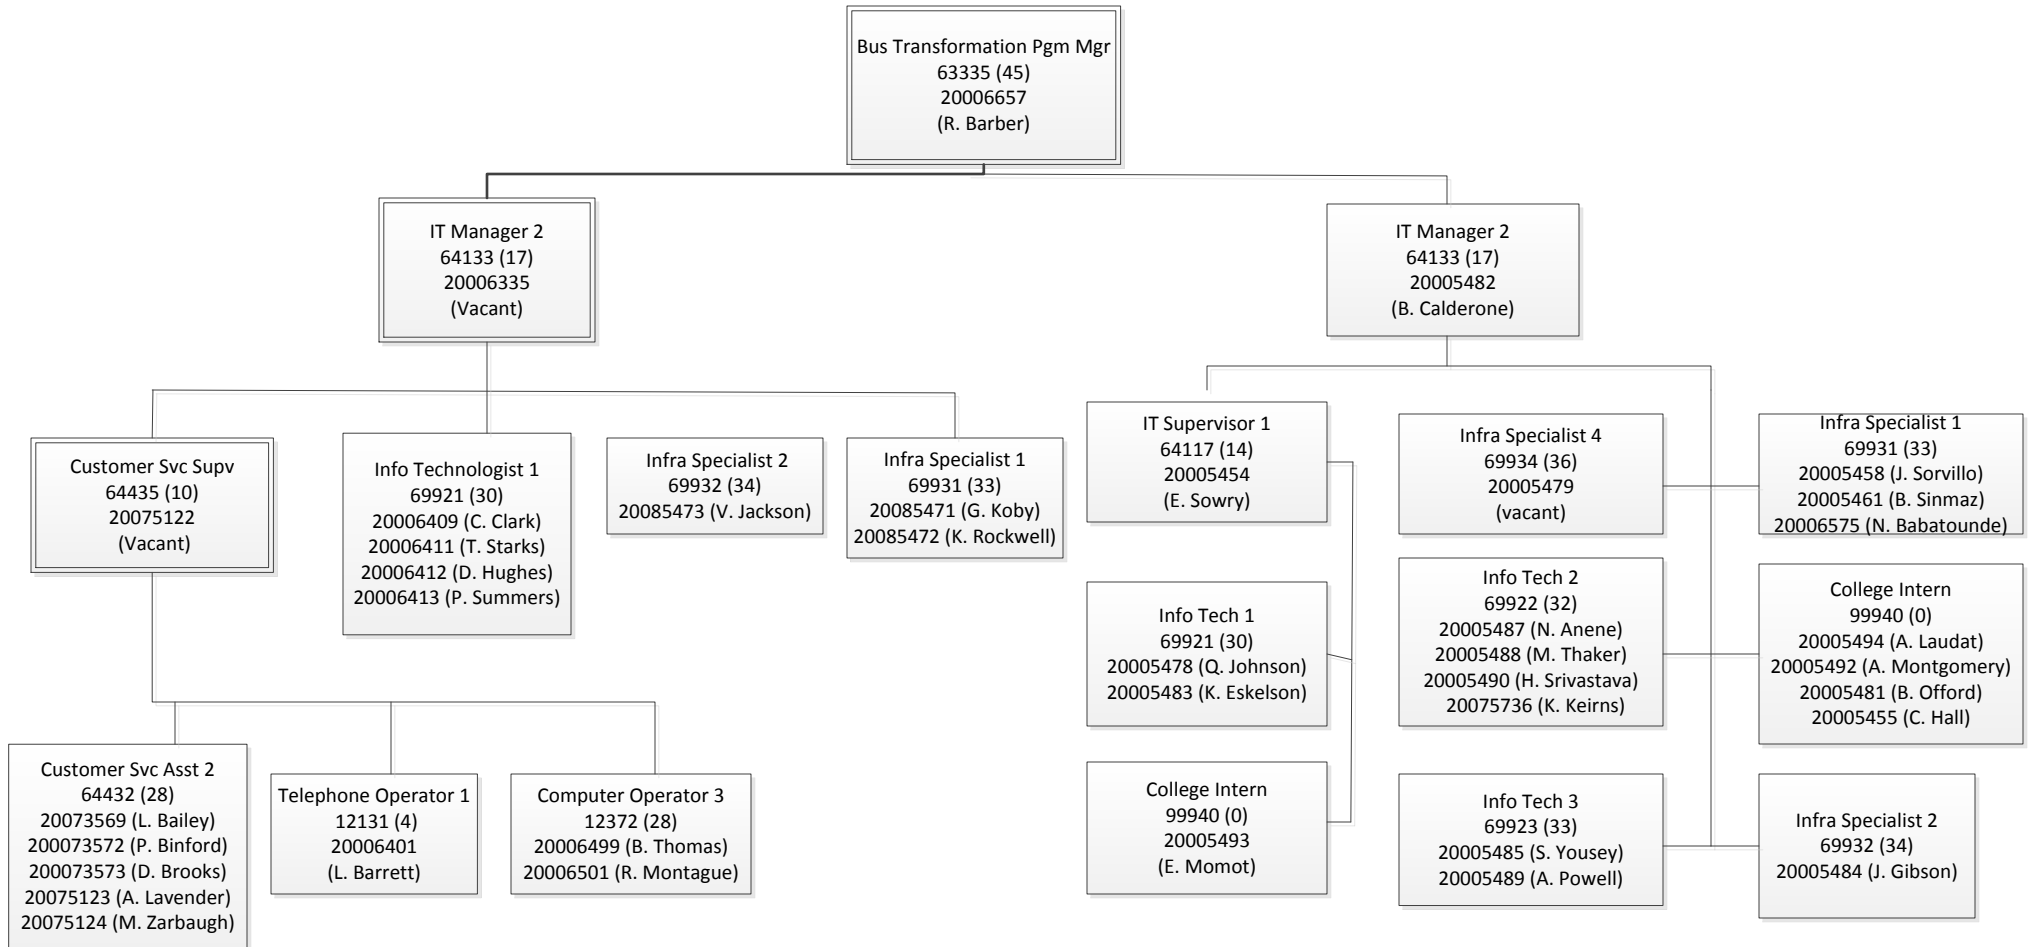 Bus Transformation Pgm Mgr
63335 (45)
20006657
(R. Barber)
IT Manager 2
64133 (17)
20006335
(Vacant)
IT Manager 2
64133 (17)
20005482
(B. Calderone)
Customer Svc Supv
64435 (10)
20075122
(Vacant)
Info Technologist 1
69921 (30)
20006409 (C. Clark)
20006411 (T. Starks)
20006412 (D. Hughes)
20006413 (P. Summers)
Infra Specialist 2
69932 (34)
20085473 (V. Jackson)
Infra Specialist 1
69931 (33)
20085471 (G. Koby)
20085472 (K. Rockwell)
IT Supervisor 1
64117 (14)
20005454
(E. Sowry)
Infra Specialist 4
69934 (36)
20005479
(vacant)
Infra Specialist 1
69931 (33)
20005458 (J. Sorvillo)
20005461 (B. Sinmaz)
20006575 (N. Babatounde)
Info Tech 1
69921 (30)
20005478 (Q. Johnson)
20005483 (K. Eskelson)
Info Tech 2
69922 (32)
20005487 (N. Anene)
20005488 (M. Thaker)
20005490 (H. Srivastava)
20075736 (K. Keirns)
College Intern
99940 (0)
20005494 (A. Laudat)
20005492 (A. Montgomery)
20005481 (B. Offord)
20005455 (C. Hall)
Customer Svc Asst 2
64432 (28)
20073569 (L. Bailey)
200073572 (P. Binford)
200073573 (D. Brooks)
20075123 (A. Lavender)
20075124 (M. Zarbaugh)
Telephone Operator 1
12131 (4)
20006401
(L. Barrett)
Computer Operator 3
12372 (28)
20006499 (B. Thomas)
20006501 (R. Montague)
College Intern
99940 (0)
20005493
(E. Momot)
Info Tech 3
69923 (33)
20005485 (S. Yousey)
20005489 (A. Powell)
Infra Specialist 2
69932 (34)
20005484 (J. Gibson)